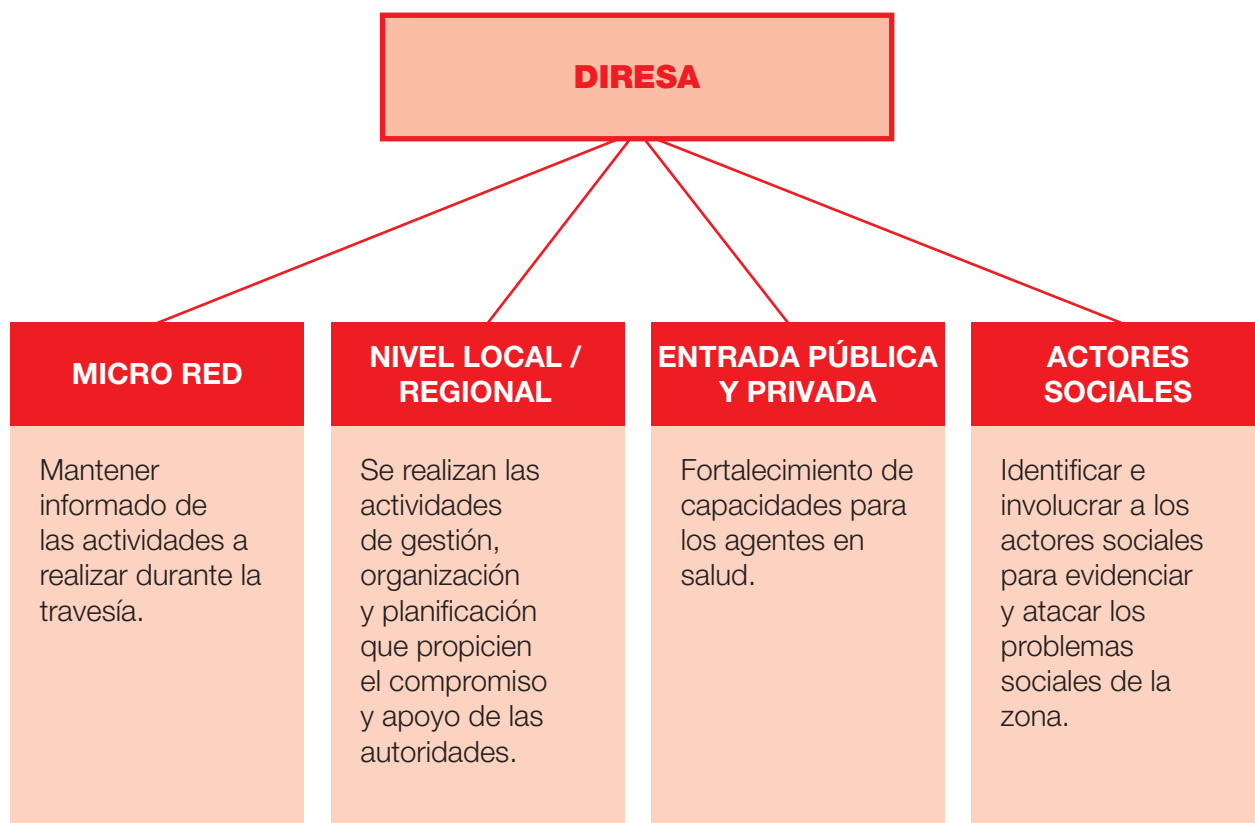 DIRESA
MICRO RED
Mantener
informado de
las actividades a
realizar durante la
travesía.
NIVEL LOCAL /
REGIONAL
Se realizan las
actividades
de gestión,
organización
y planificación
que propicien
el compromiso
y apoyo de las
autoridades.
ENTRADA PÚBLICA
Y PRIVADA
Fortalecimiento de
capacidades para
los agentes en
salud.
ACTORES
SOCIALES
Identificar e
involucrar a los
actores sociales
para evidenciar
y atacar los
problemas
sociales de la
zona.